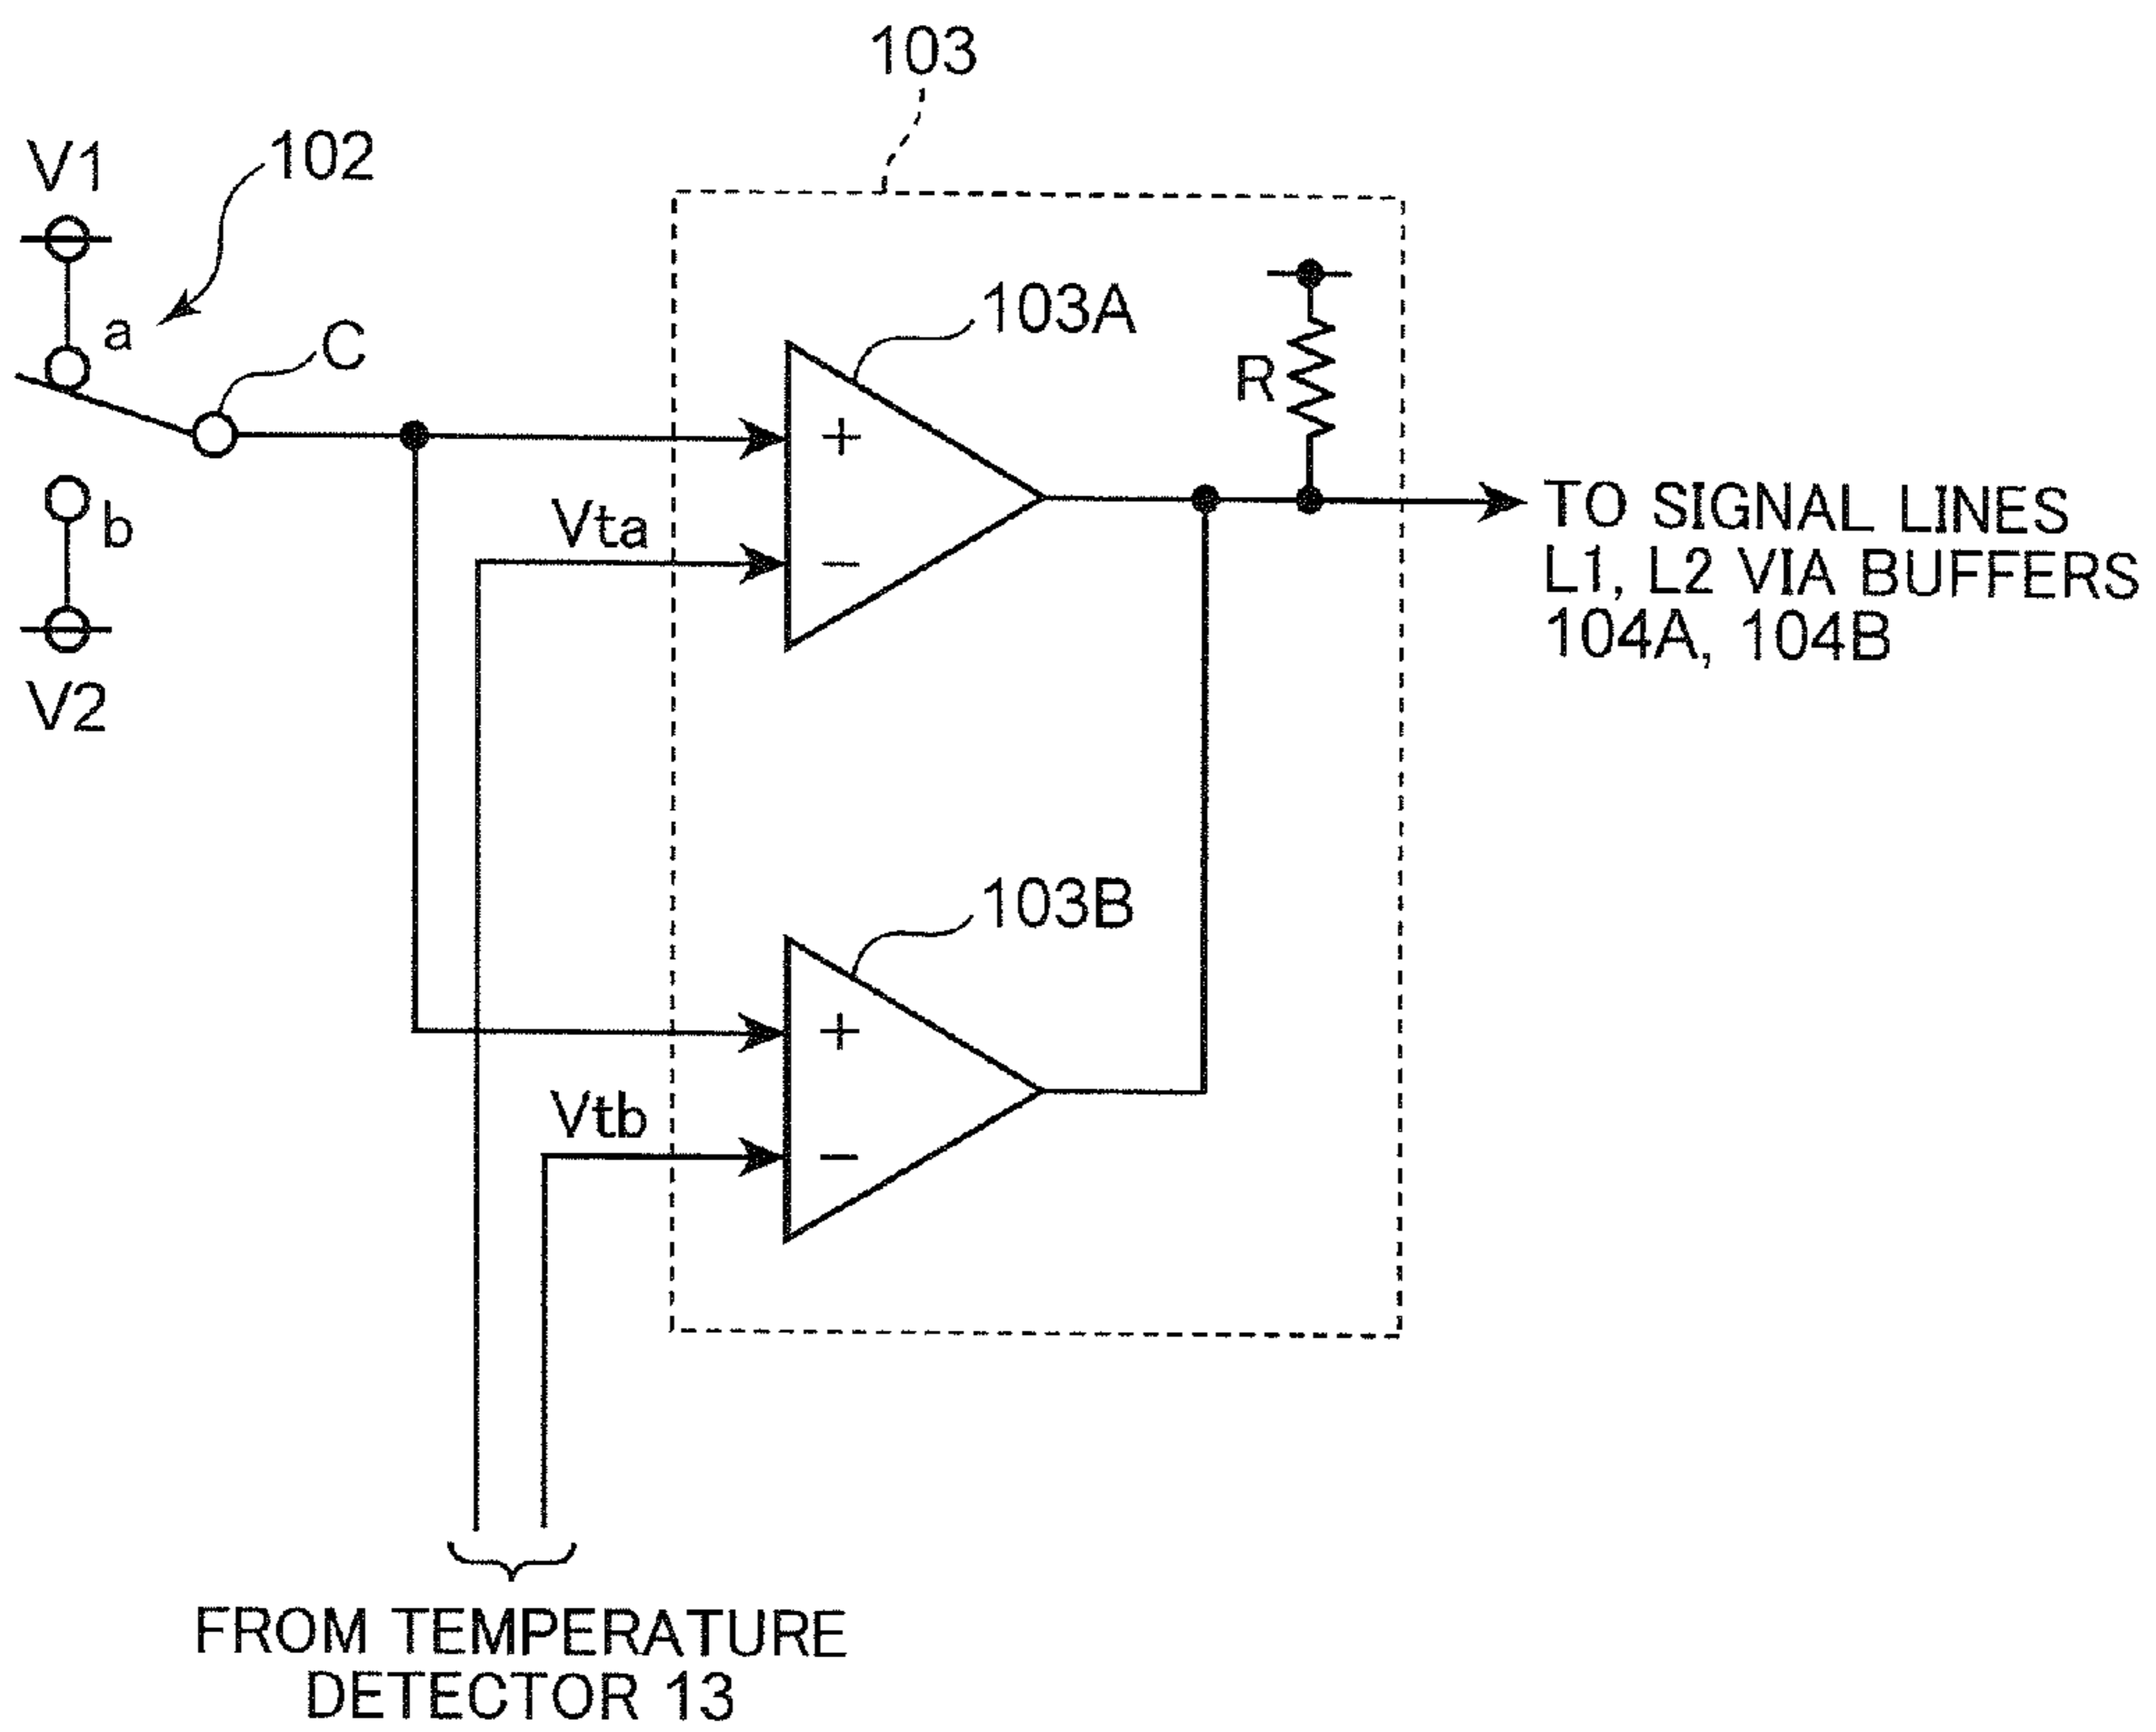 103
V1
102
a
C
103A
R
+
Vta
−
b
V2
TO SIGNAL LINES
L1, L2 VIA BUFFERS
104A, 104B
103B
+
Vtb
−
FROM TEMPERATURE
DETECTOR 13